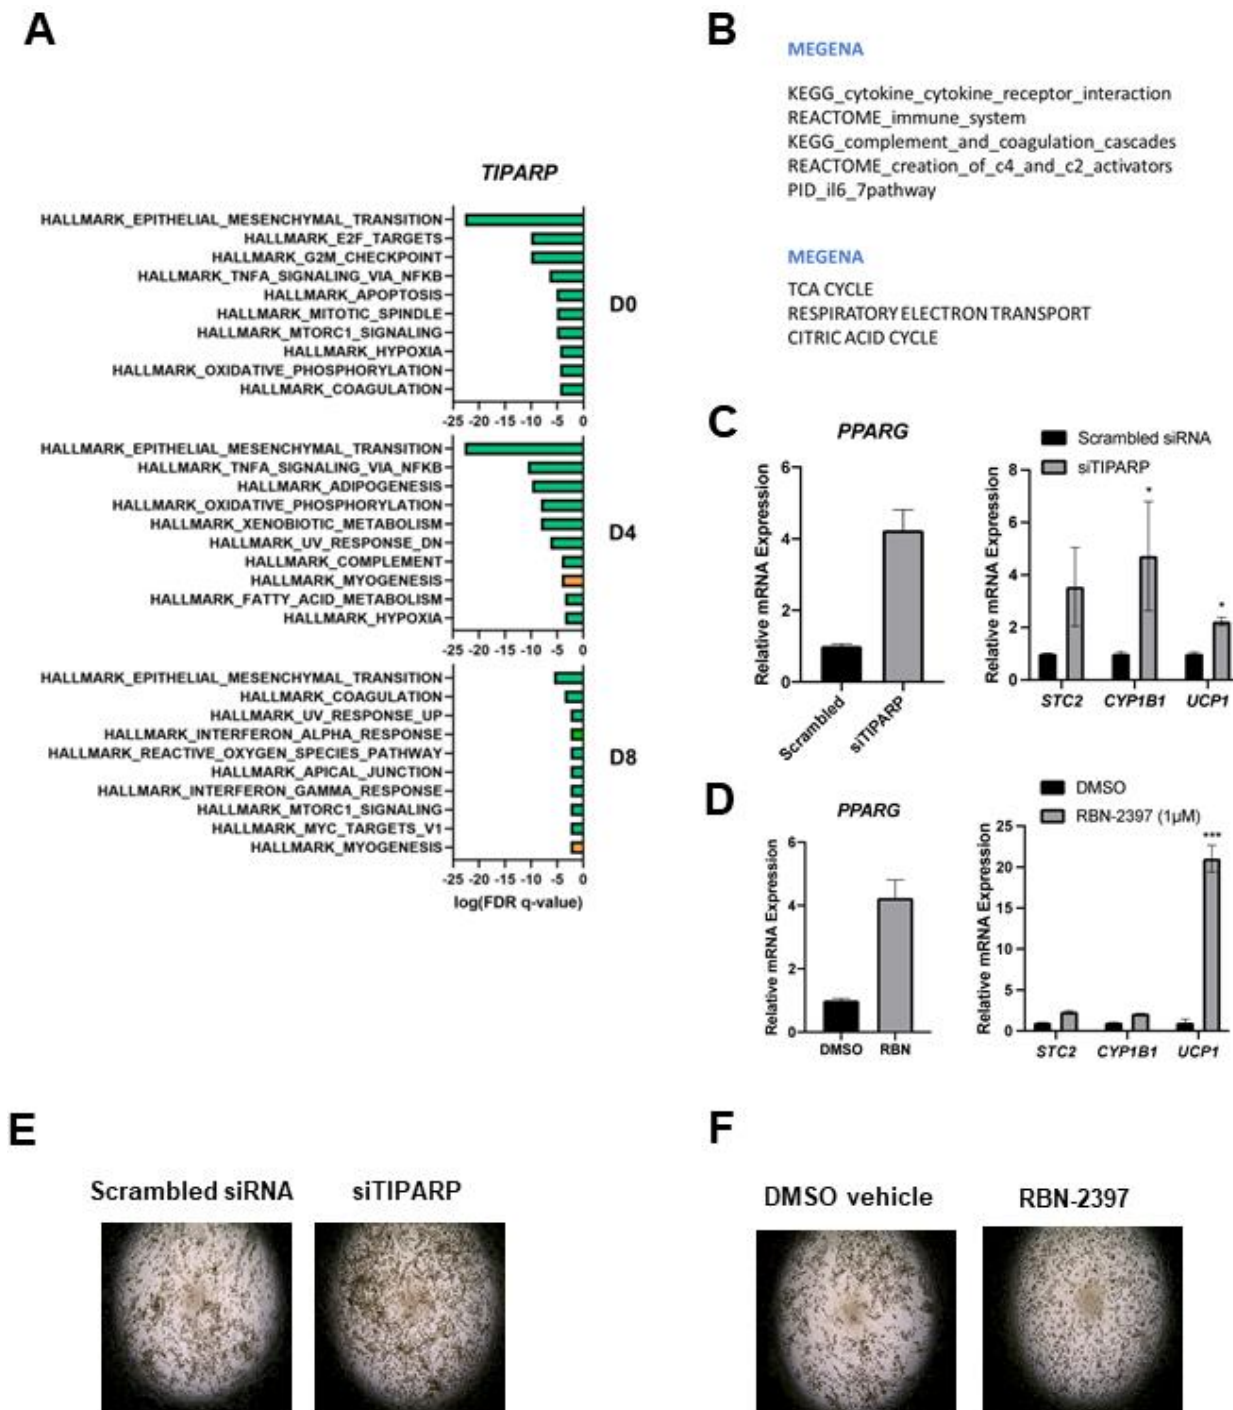 A
TIPARP
HALLMARK_EPITHELIAL_MESENCHYMAL_TRANSITION
HALLMARK_E2F_TARGETS
HALLMARK_G2M_CHECKPOINT
HALLMARK_TNFA_SIGNALING_VIA_NFKB
HALLMARK_APOPTOSIS
HALLMARK_MITOTIC_SPINDLE
HALLMARK_MTORC1_SIGNALING
HALLMARK_HYPOXIA
HALLMARK_OXIDATIVE_PHOSPHORYLATION
HALLMARK_COAGULATION
D0
-25 -20 -15 -10 -5 0
HALLMARK_EPITHELIAL_MESENCHYMAL_TRANSITION
HALLMARK_TNFA_SIGNALING_VIA_NFKB
HALLMARK_ADIPOGENESIS
HALLMARK_OXIDATIVE_PHOSPHORYLATION
HALLMARK_XENOBIOTIC_METABOLISM
HALLMARK_UV_RESPONSE_DN
HALLMARK_COMPLEMENT
HALLMARK_MYOGENESIS
HALLMARK_FATTY_ACID_METABOLISM
HALLMARK_HYPOXIA
D4
-25 -20 -15 -10 -5 0
HALLMARK_EPITHELIAL_MESENCHYMAL_TRANSITION
HALLMARK_COAGULATION
HALLMARK_UV_RESPONSE_UP
HALLMARK_INTERFERON_ALPHA_RESPONSE
HALLMARK_REACTIVE_OXYGEN_SPECIES_PATHWAY
HALLMARK_APICAL_JUNCTION
HALLMARK_INTERFERON_GAMMA_RESPONSE
HALLMARK_MTORC1_SIGNALING
HALLMARK_MYC_TARGETS_V1
HALLMARK_MYOGENESIS
D8
-25 -20 -15 -10 -5 0
log(FDR q-value)
B
MEGENA
KEGG_cytokine_cytokine_receptor_interaction
REACTOME_immune_system
KEGG_complement_and_coagulation_cascades
REACTOME_creation_of_c4_and_c2_activators
PID_il6_7pathway
MEGENA
TCA CYCLE
RESPIRATORY ELECTRON TRANSPORT
CITRIC ACID CYCLE
C
PPARG
Relative mRNA Expression
6
4
2
0
Scrambled
siTIPARP
Scrambled siRNA
siTIPARP
Relative mRNA Expression
8
6
4
2
0
*
*
STC2 CYP1B1 UCP1
D
PPARG
Relative mRNA Expression
6
4
2
0
DMSO RBN
DMSO
RBN-2397 (1µM)
Relative mRNA Expression
25
20
15
10
5
0
***
STC2 CYP1B1 UCP1
E
Scrambled siRNA siTIPARP
F
DMSO vehicle RBN-2397